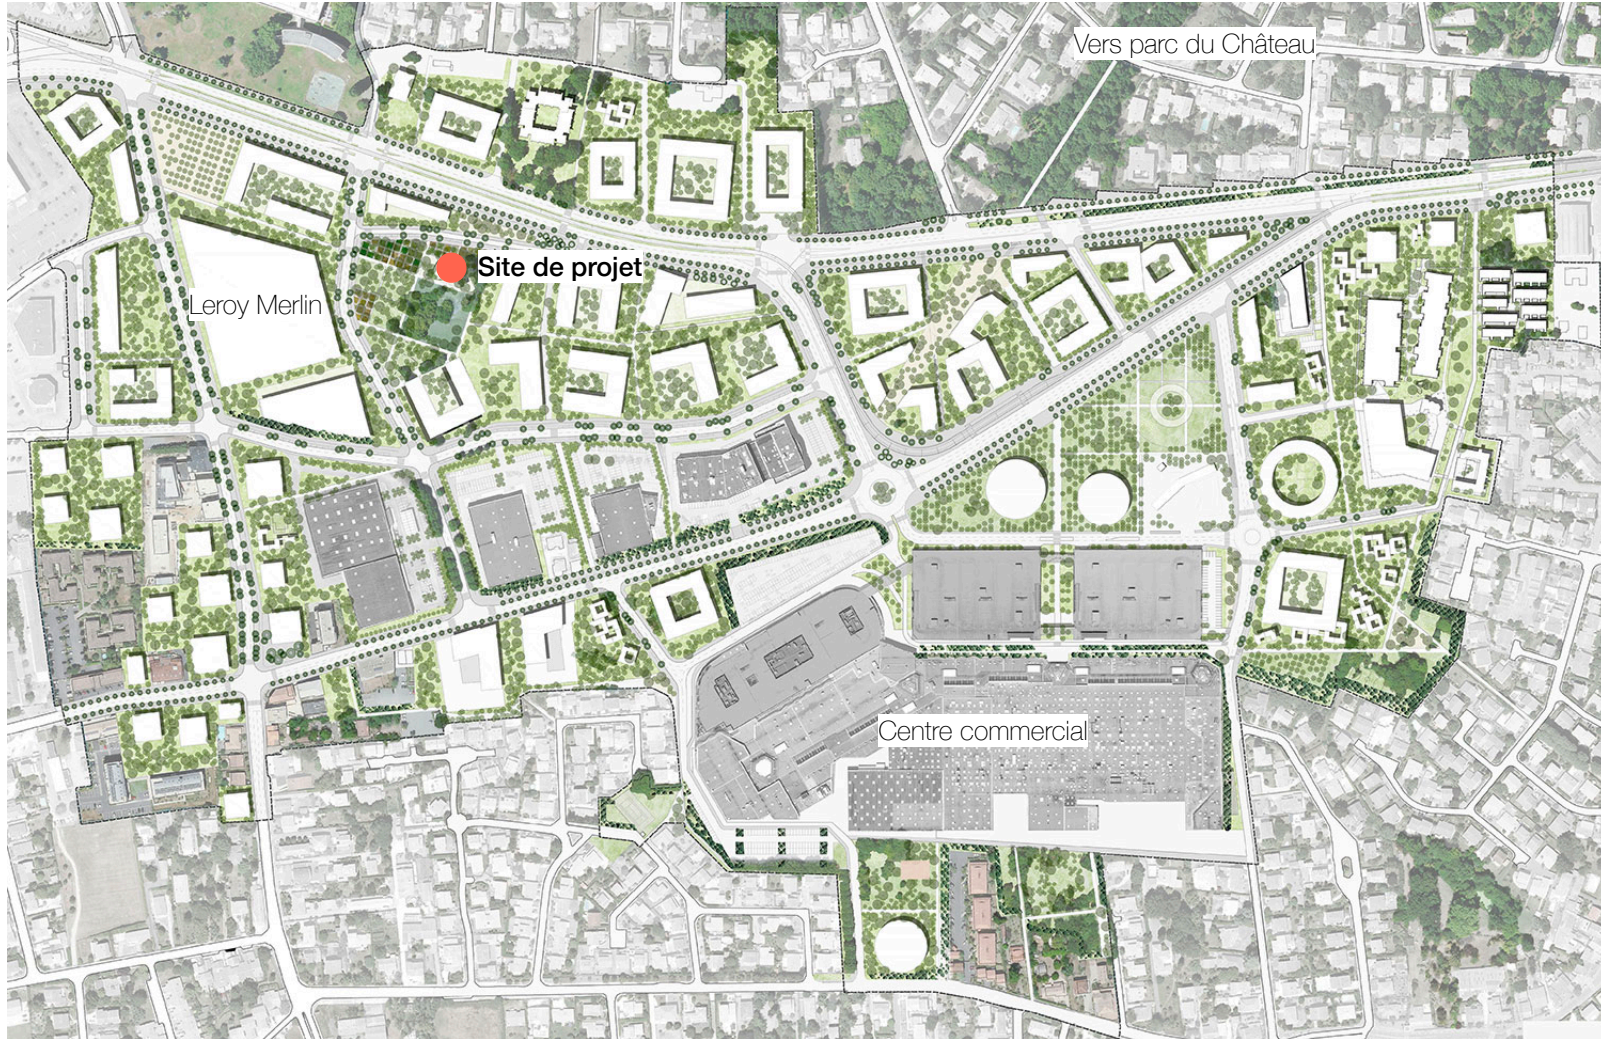 Vers parc du Château
Site de projet
Leroy Merlin
Centre commercial